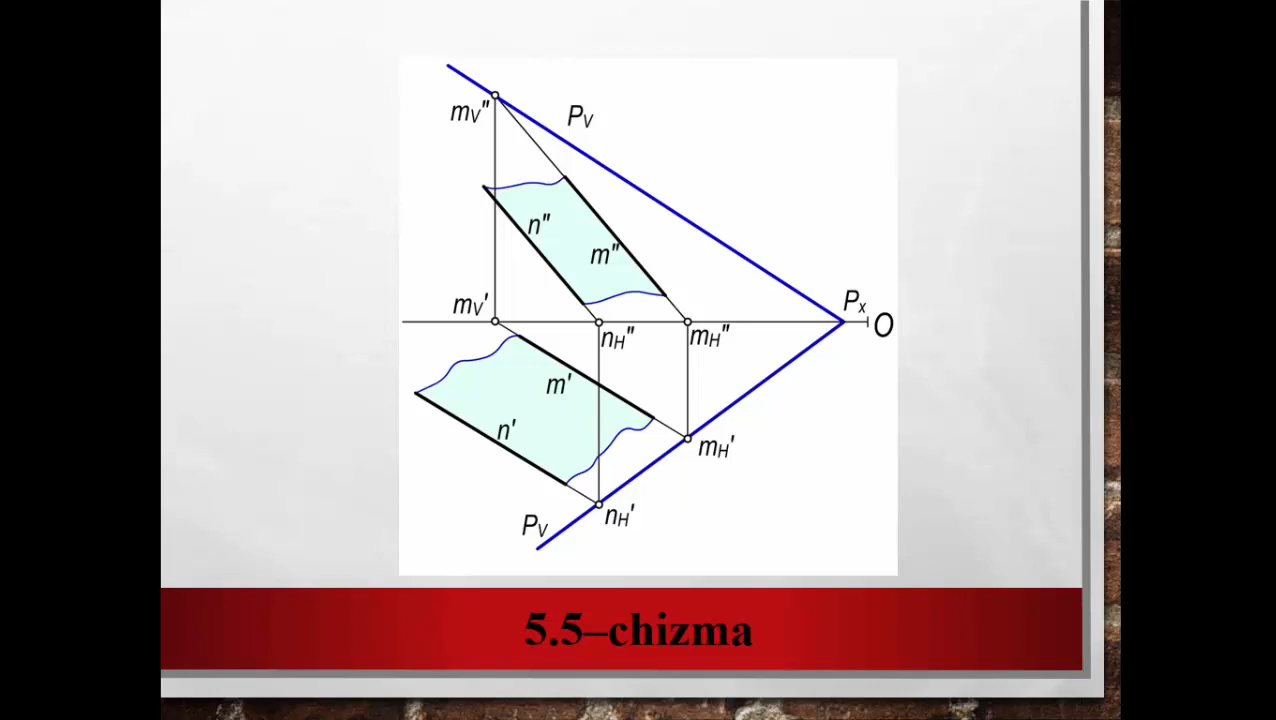 mV"
PV
n"
m"
mV'
Px
O
nH"
mH"
m'
n'
mH'
nH'
PV
5.5–chizma